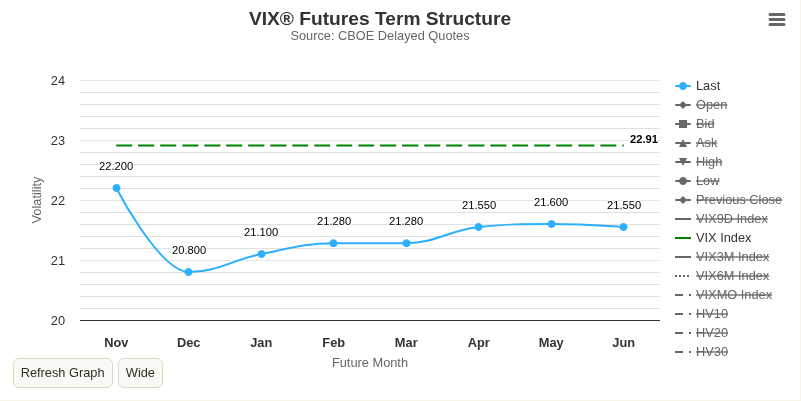 VIX® Futures Term Structure
Source: CBOE Delayed Quotes
24
23
22
21
20
Volatility
22.91
22.200
20.800
21.100
21.280
21.280
21.550
21.600
21.550
Nov Dec Jan Feb Mar Apr May Jun
Future Month
Last
Open
Bid
Ask
High
Low
Previous Close
VIX9D Index
VIX Index
VIX3M Index
VIX6M Index
VIXMO Index
HV10
HV20
HV30
Refresh Graph Wide